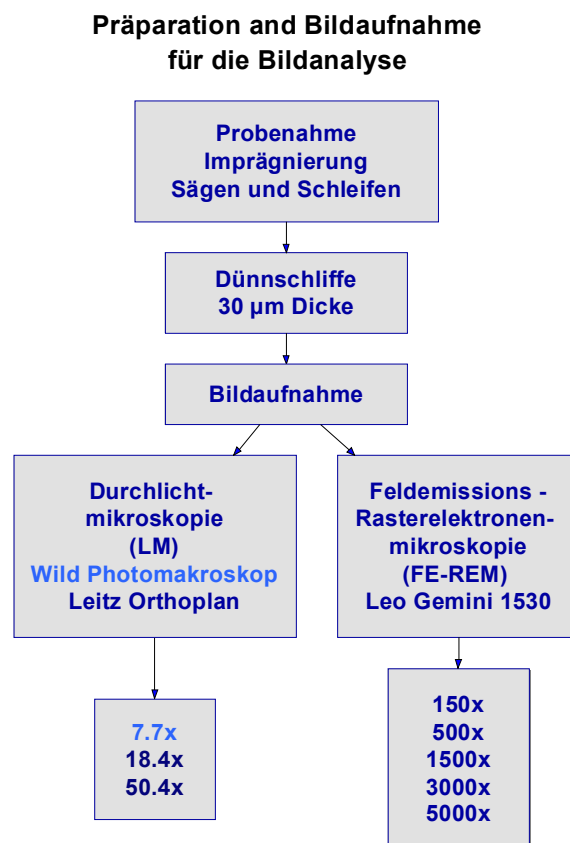 Präparation and Bildaufnahme
für die Bildanalyse
Probenahme
Imprägnierung
Sägen und Schleifen
Dünnschliffe
30 µm Dicke
Bildaufnahme
Durchlicht-
mikroskopie
(LM)
Wild Photomakroskop
Leitz Orthoplan
Feldemissions -
Rasterelektronen-
mikroskopie
(FE-REM)
Leo Gemini 1530
7.7x
18.4x
50.4x
150x
500x
1500x
3000x
5000x